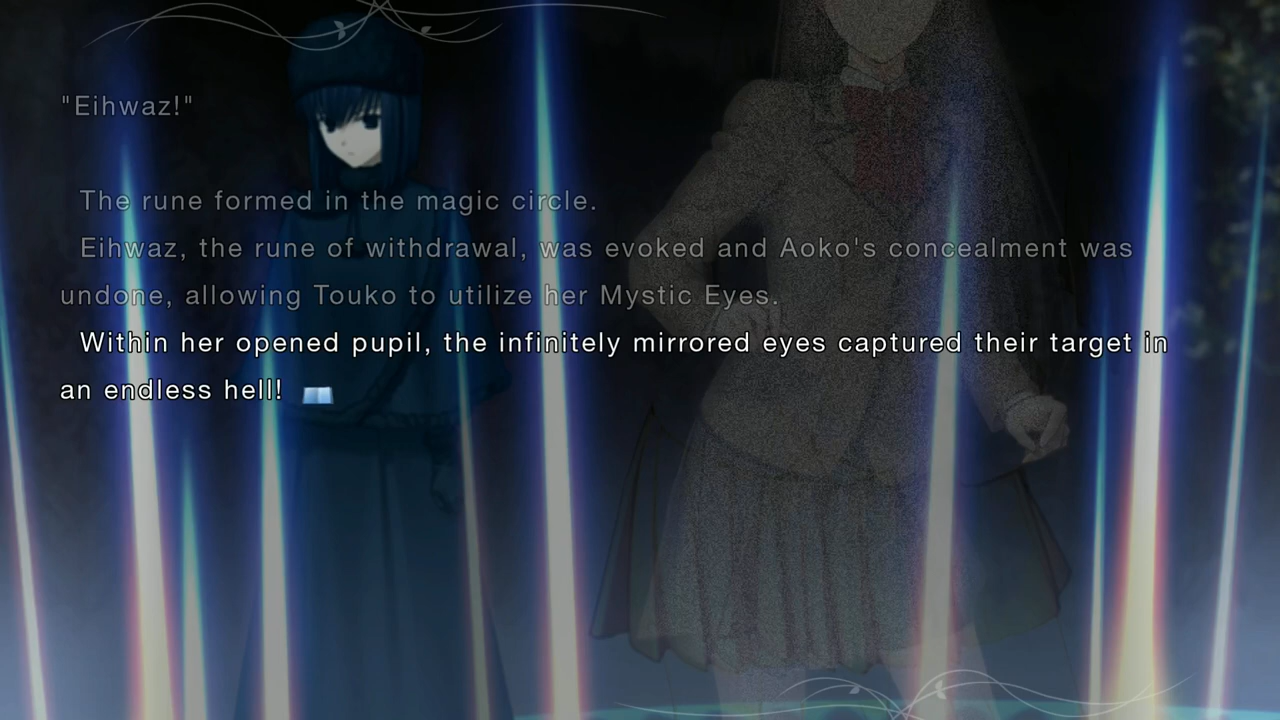 "Eihwaz!"
The rune formed in the magic circle.
Eihwaz, the rune of withdrawal, was evoked and Aoko's concealment was
undone, allowing Touko to utilize her Mystic Eyes.
Within her opened pupil, the infinitely mirrored eyes captured their target in
an endless hell!